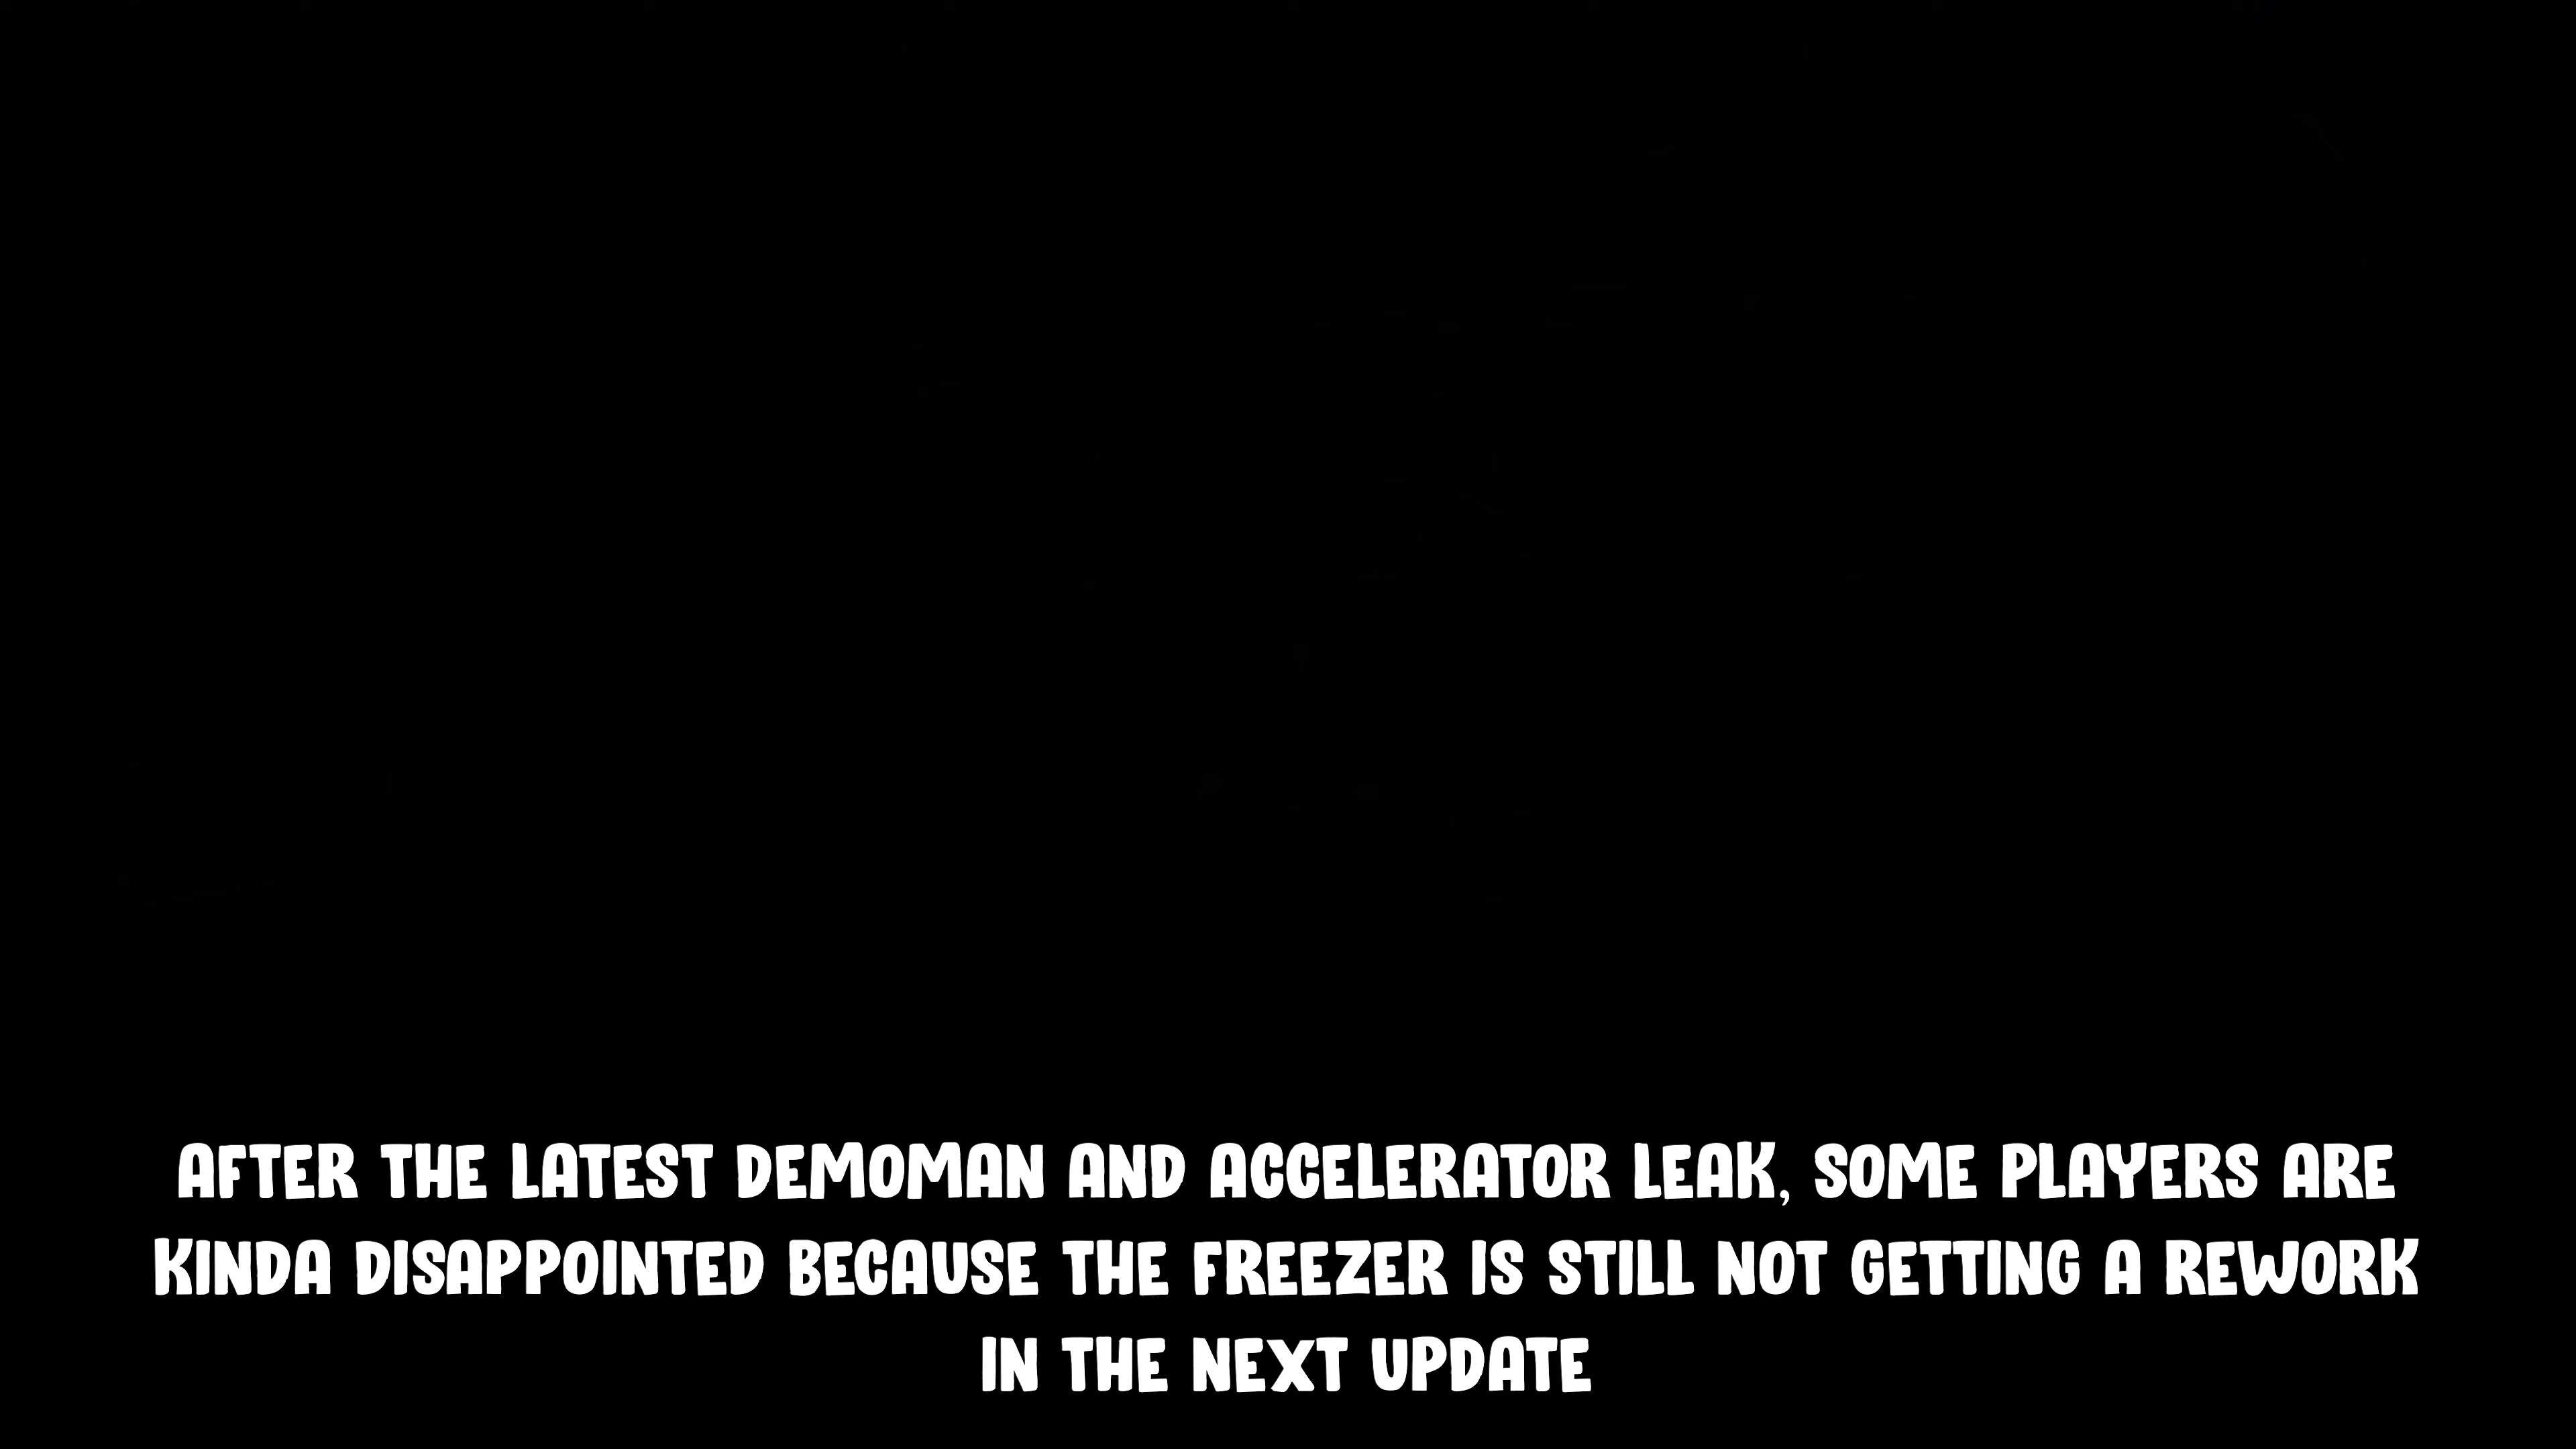 AFTER THE LATEST DEMOMAN AND ACCELERATOR LEAK, SOME PLAYERS ARE
KINDA DISAPPOINTED BECAUSE THE FREEZER IS STILL NOT GETTING A REWORK
IN THE NEXT UPDATE